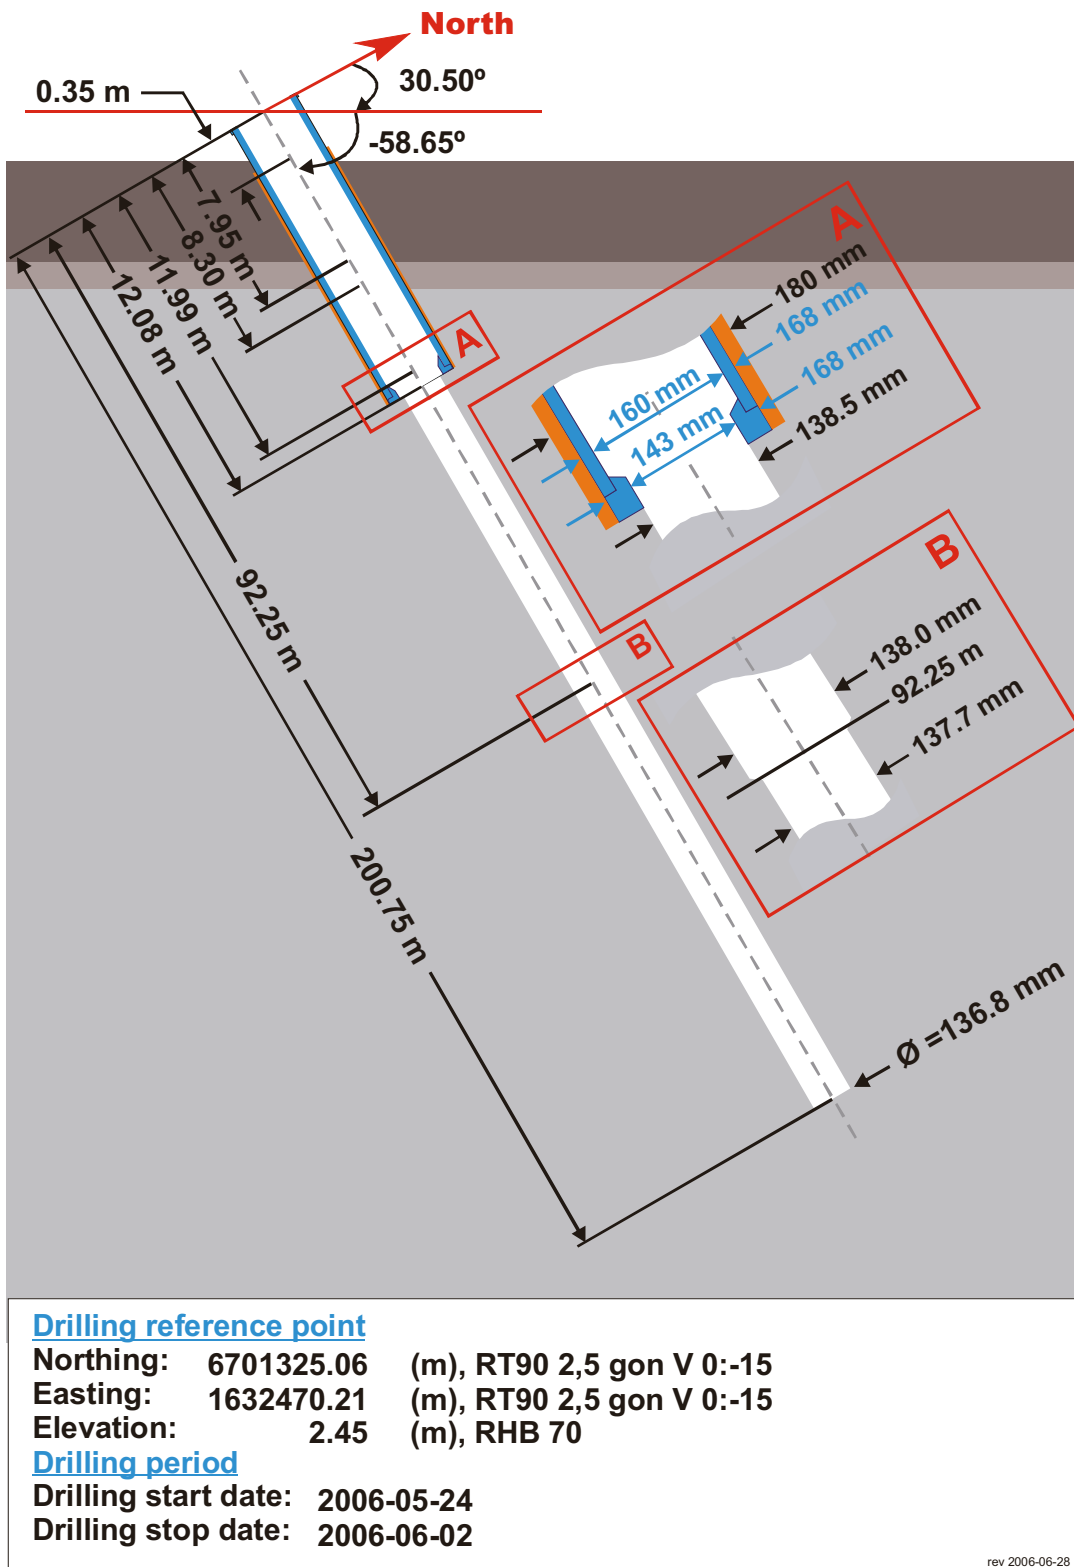 North
0.35 m
30.50º
-58.65º
7.95 m
8.30 m
11.99 m
12.08 m
A
A
180 mm
168 mm
168 mm
160 mm
143 mm
138.5 mm
92.25 m
B
B
138.0 mm
92.25 m
137.7 mm
200.75 m
Ø =136.8 mm
Drilling reference point
Northing: 6701325.06 (m), RT90 2,5 gon V 0:-15
Easting: 1632470.21 (m), RT90 2,5 gon V 0:-15
Elevation: 2.45 (m), RHB 70
Drilling period
Drilling start date: 2006-05-24
Drilling stop date: 2006-06-02
rev 2006-06-28